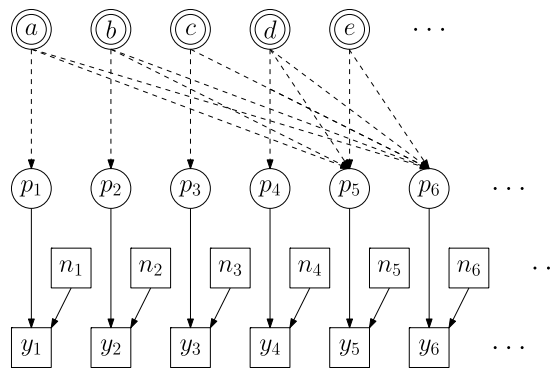 a b c d e ⋯
p₁ p₂ p₃ p₄ p₅ p₆ ⋯
n₁ n₂ n₃ n₄ n₅ n₆ ··
y₁ y₂ y₃ y₄ y₅ y₆ ⋯